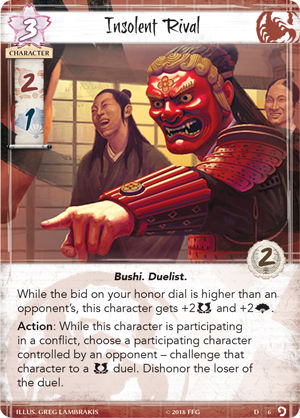 3
Insolent Rival
CHARACTER
2
1
2
Bushi. Duelist.
While the bid on your honor dial is higher than an
opponent's, this character gets +2 and +2.
Action: While this character is participating
in a conflict, choose a participating character
controlled by an opponent – challenge that
character to a duel. Dishonor the loser of
the duel.
ILLUS. GREG LAMBRAKIS
© 2018 FFG
D 6